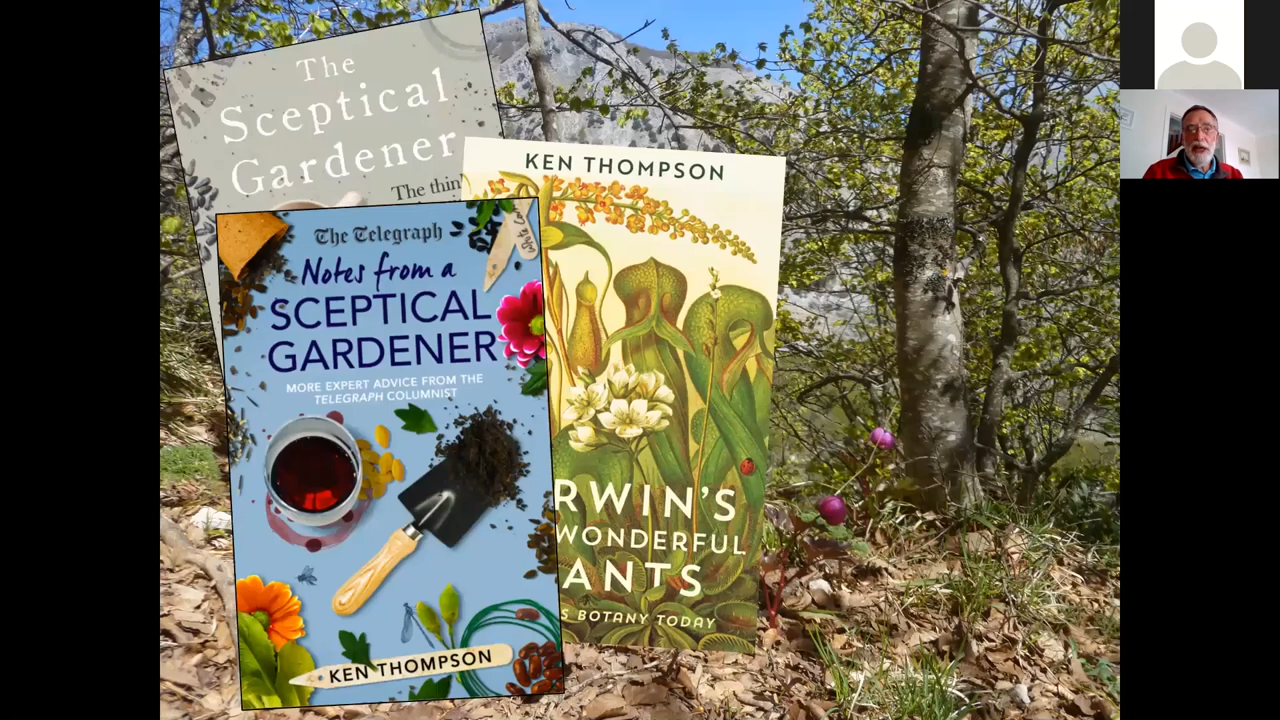 The
Sceptical
Gardener
The thin
KEN THOMPSON
The Telegraph
Notes from a
SCEPTICAL
GARDENER
MORE EXPERT ADVICE FROM THE
TELEGRAPH COLUMNIST
KEN THOMPSON
RWIN'S
WONDERFUL
ANTS
S BOTANY TODAY